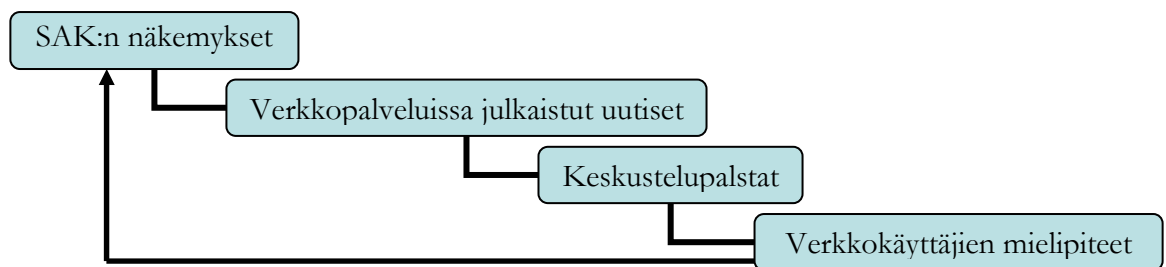 SAK:n näkemykset
Verkkopalveluissa julkaistut uutiset
Keskustelupalstat
Verkkokäyttäjien mielipiteet